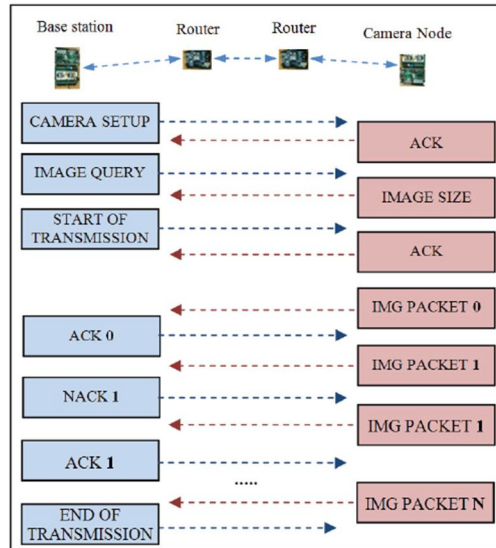 Base station
Router
Router
Camera Node
CAMERA SETUP
ACK
IMAGE QUERY
IMAGE SIZE
START OF
TRANSMISSION
ACK
IMG PACKET 0
ACK 0
IMG PACKET 1
NACK 1
IMG PACKET 1
ACK 1
.....
IMG PACKET N
END OF
TRANSMISSION